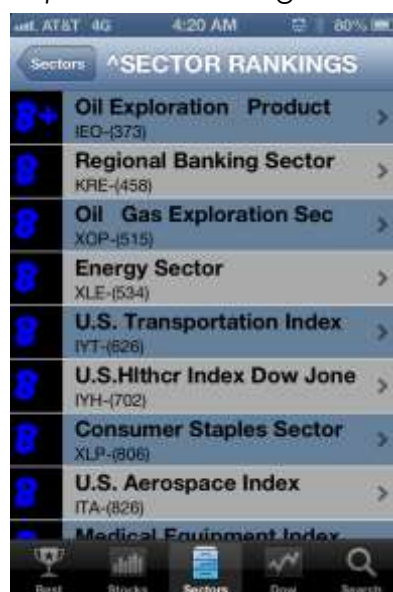 AT&T 4G 4:20 AM 80%
Sectors ^SECTOR RANKINGS
8+ Oil Exploration Product
IEO-(373)
8 Regional Banking Sector
KRE-(458)
8 Oil Gas Exploration Sec
XOP-(515)
8 Energy Sector
XLE-(534)
8 U.S. Transportation Index
IYT-(626)
8 U.S.Hlthcr Index Dow Jone
IYH-(702)
8 Consumer Staples Sector
XLP-(806)
8 U.S. Aerospace Index
ITA-(826)
Medical Equipment Index
Best Stocks Sectors Dow Search